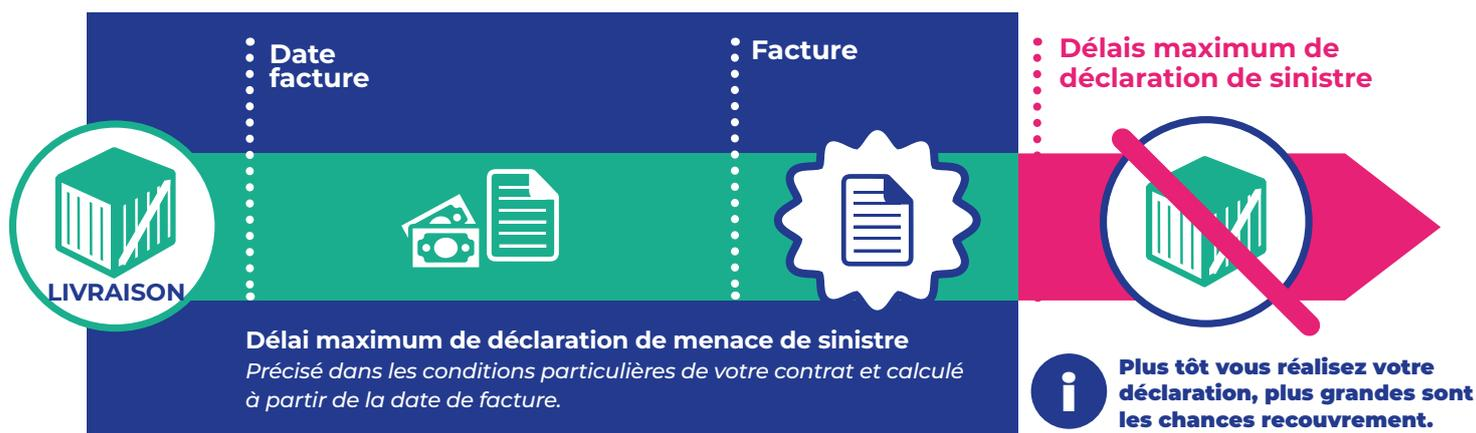 Date
facture
Facture
Délais maximum de
déclaration de sinistre
LIVRAISON
Délai maximum de déclaration de menace de sinistre
Précisé dans les conditions particulières de votre contrat et calculé
à partir de la date de facture.
i
Plus tôt vous réalisez votre
déclaration, plus grandes sont
les chances recouvrement.